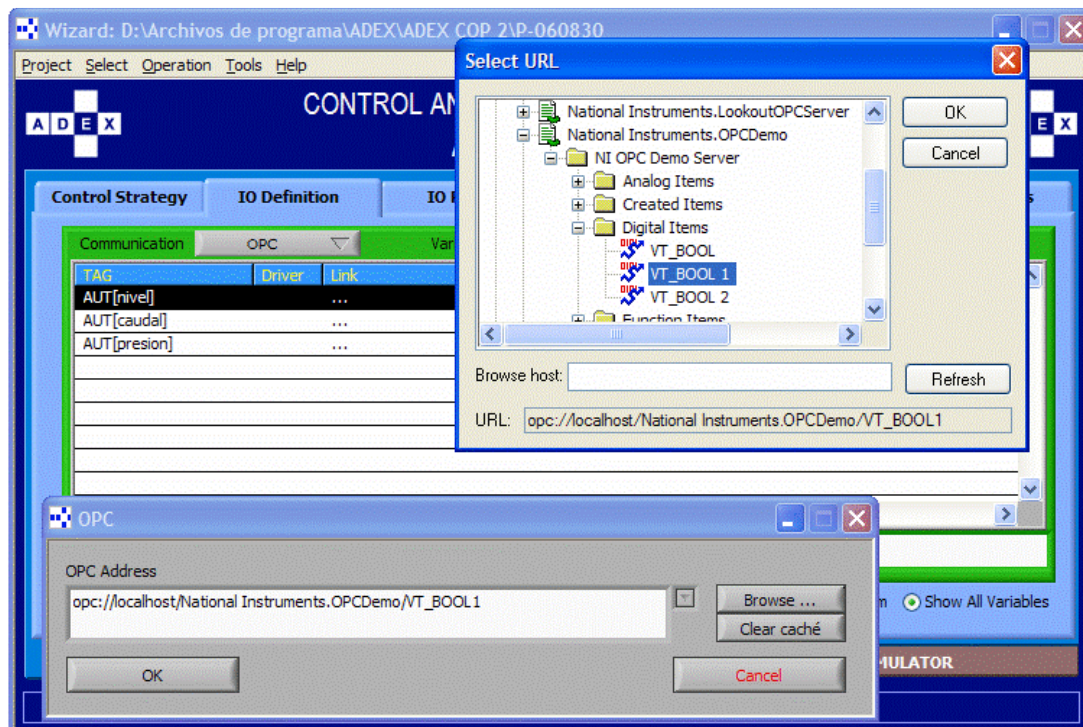 Wizard: D:\Archivos de programa\ADEX\ADEX COP 2\P-060830
Project Select Operation Tools Help
ADEX
CONTROL AN
E X
Control Strategy
IO Definition
IO
Communication
OPC
Var
TAG Driver Link
AUT[nivel] ...
AUT[caudal] ...
AUT[presion] ...
Select URL
National Instruments.LookoutOPCServer
National Instruments.OPCDemo
NI OPC Demo Server
Analog Items
Created Items
Digital Items
VT_BOOL
VT_BOOL 1
VT_BOOL 2
Function Items
OK
Cancel
Browse host:
Refresh
URL: opc://localhost/National Instruments.OPCDemo/VT_BOOL1
OPC
OPC Address
opc://localhost/National Instruments.OPCDemo/VT_BOOL1
Browse ...
Clear caché
OK
Cancel
Show All Variables
MULATOR